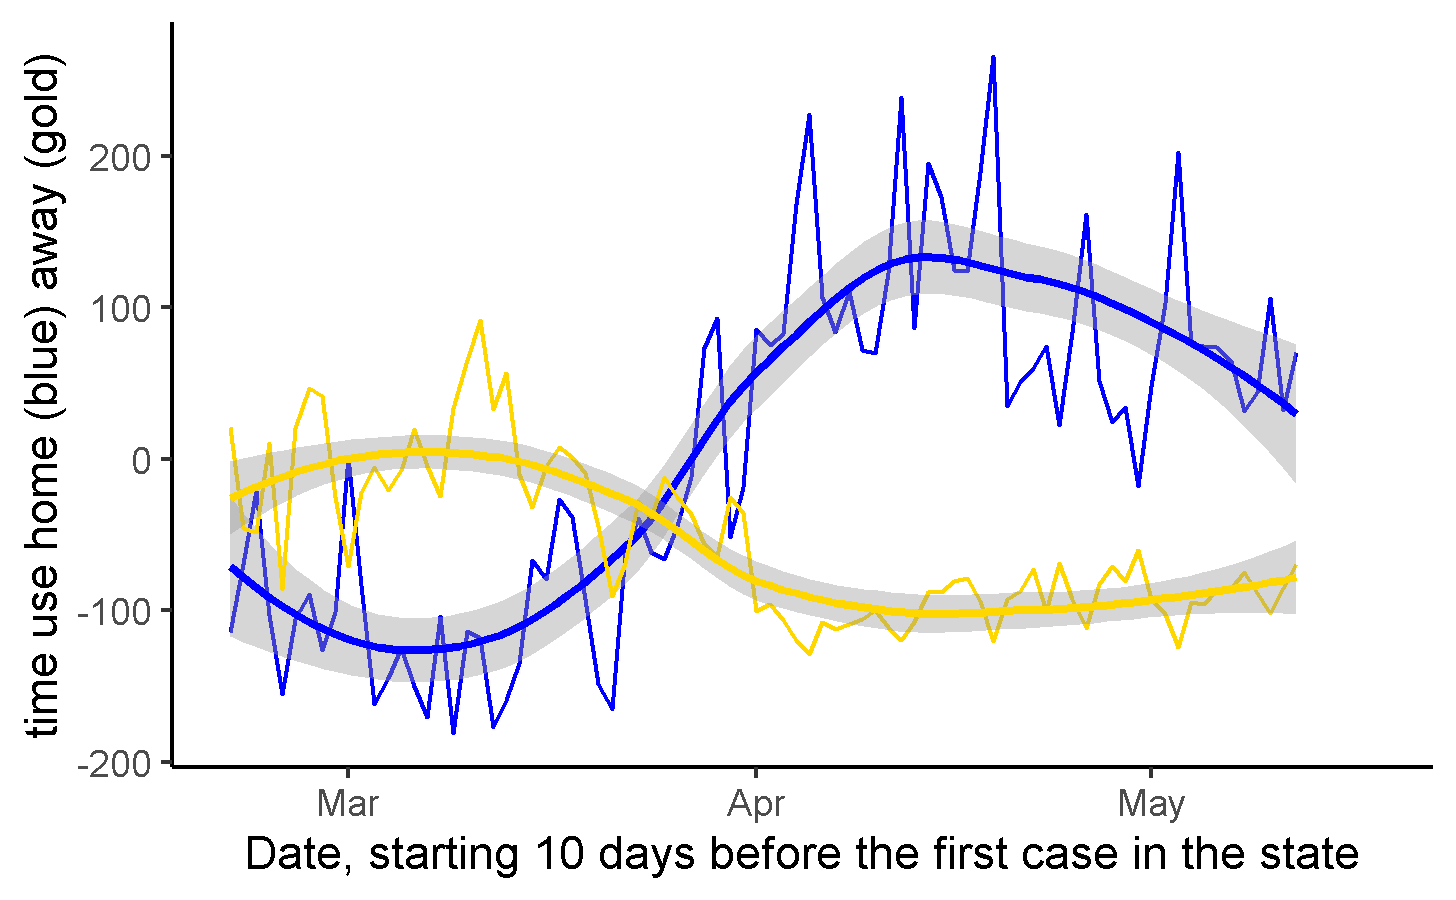 time use home (blue) away (gold)
200
100
0
-100
-200
Mar
Apr
May
Date, starting 10 days before the first case in the state